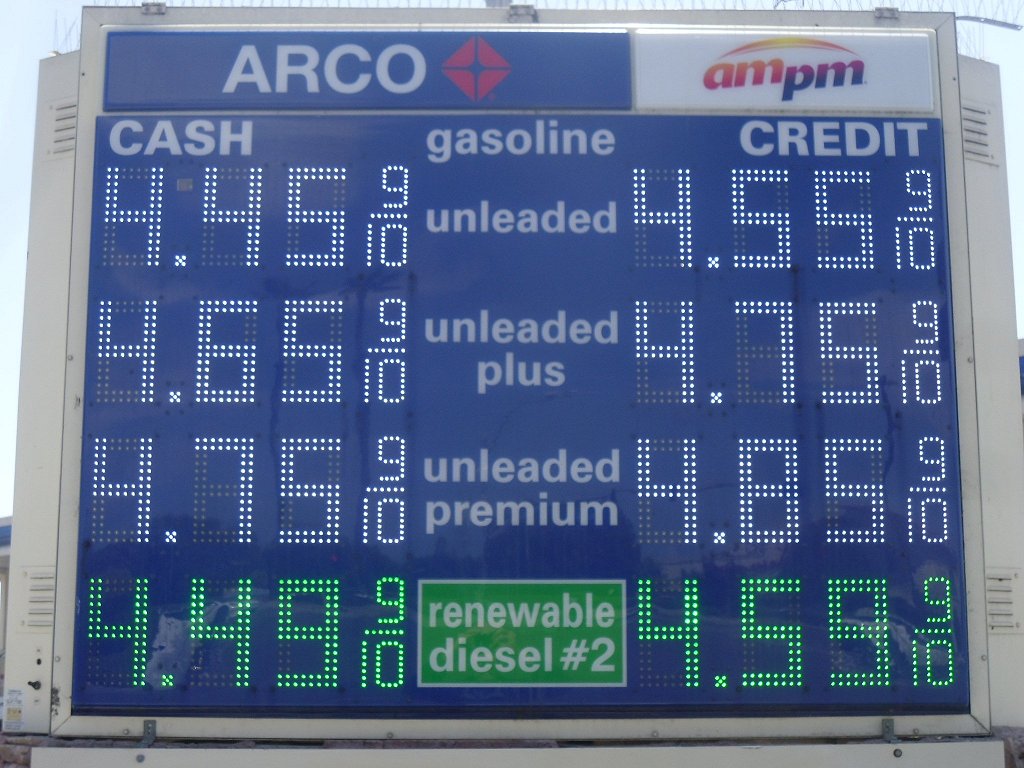 ARCO ampm
CASH gasoline CREDIT
4.45 9/10 unleaded 4.55 9/10
4.65 9/10 unleaded plus 4.75 9/10
4.75 9/10 unleaded premium 4.85 9/10
4.49 9/10 renewable diesel #2 4.59 9/10